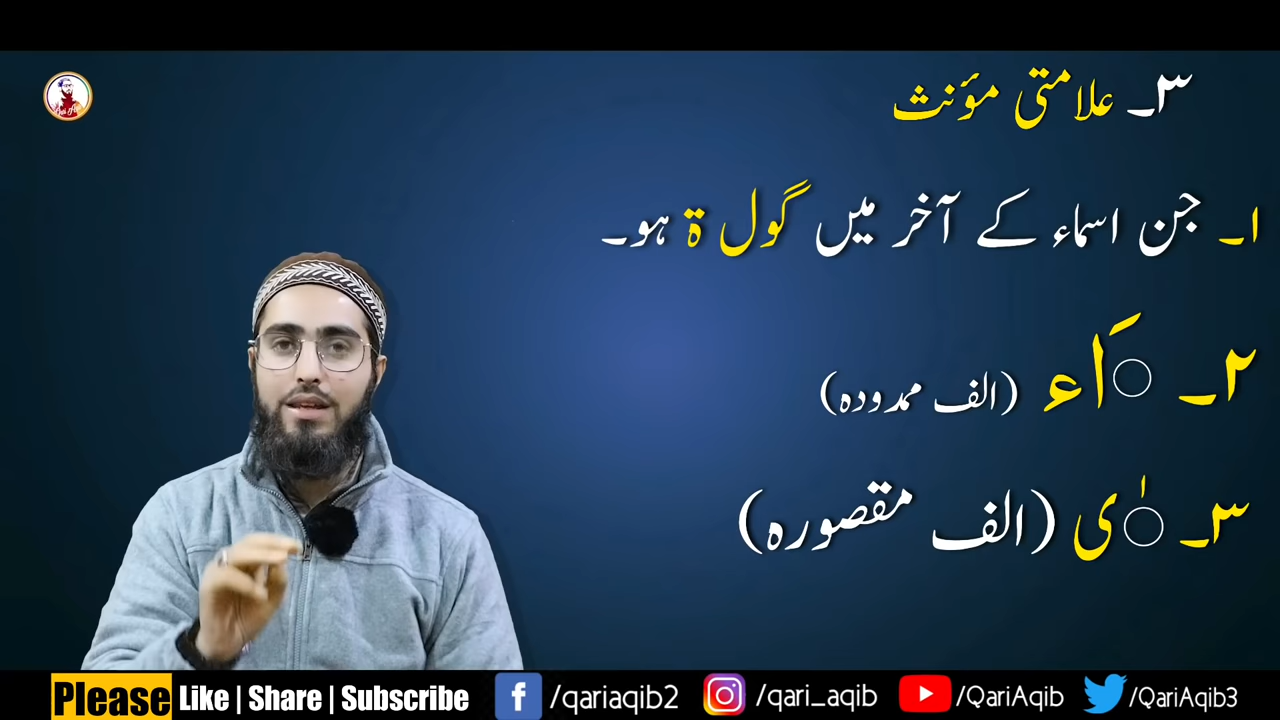 ۳۔ علامتی مؤنث
۱۔ جن اسماء کے آخر میں گول ة ہو۔
۲۔ ◌َاء (الف ممدودہ)
۳۔ ◌ٰی (الف مقصورہ)
Please Like | Share | Subscribe /qariaqib2 /qari_aqib /QariAqib /QariAqib3